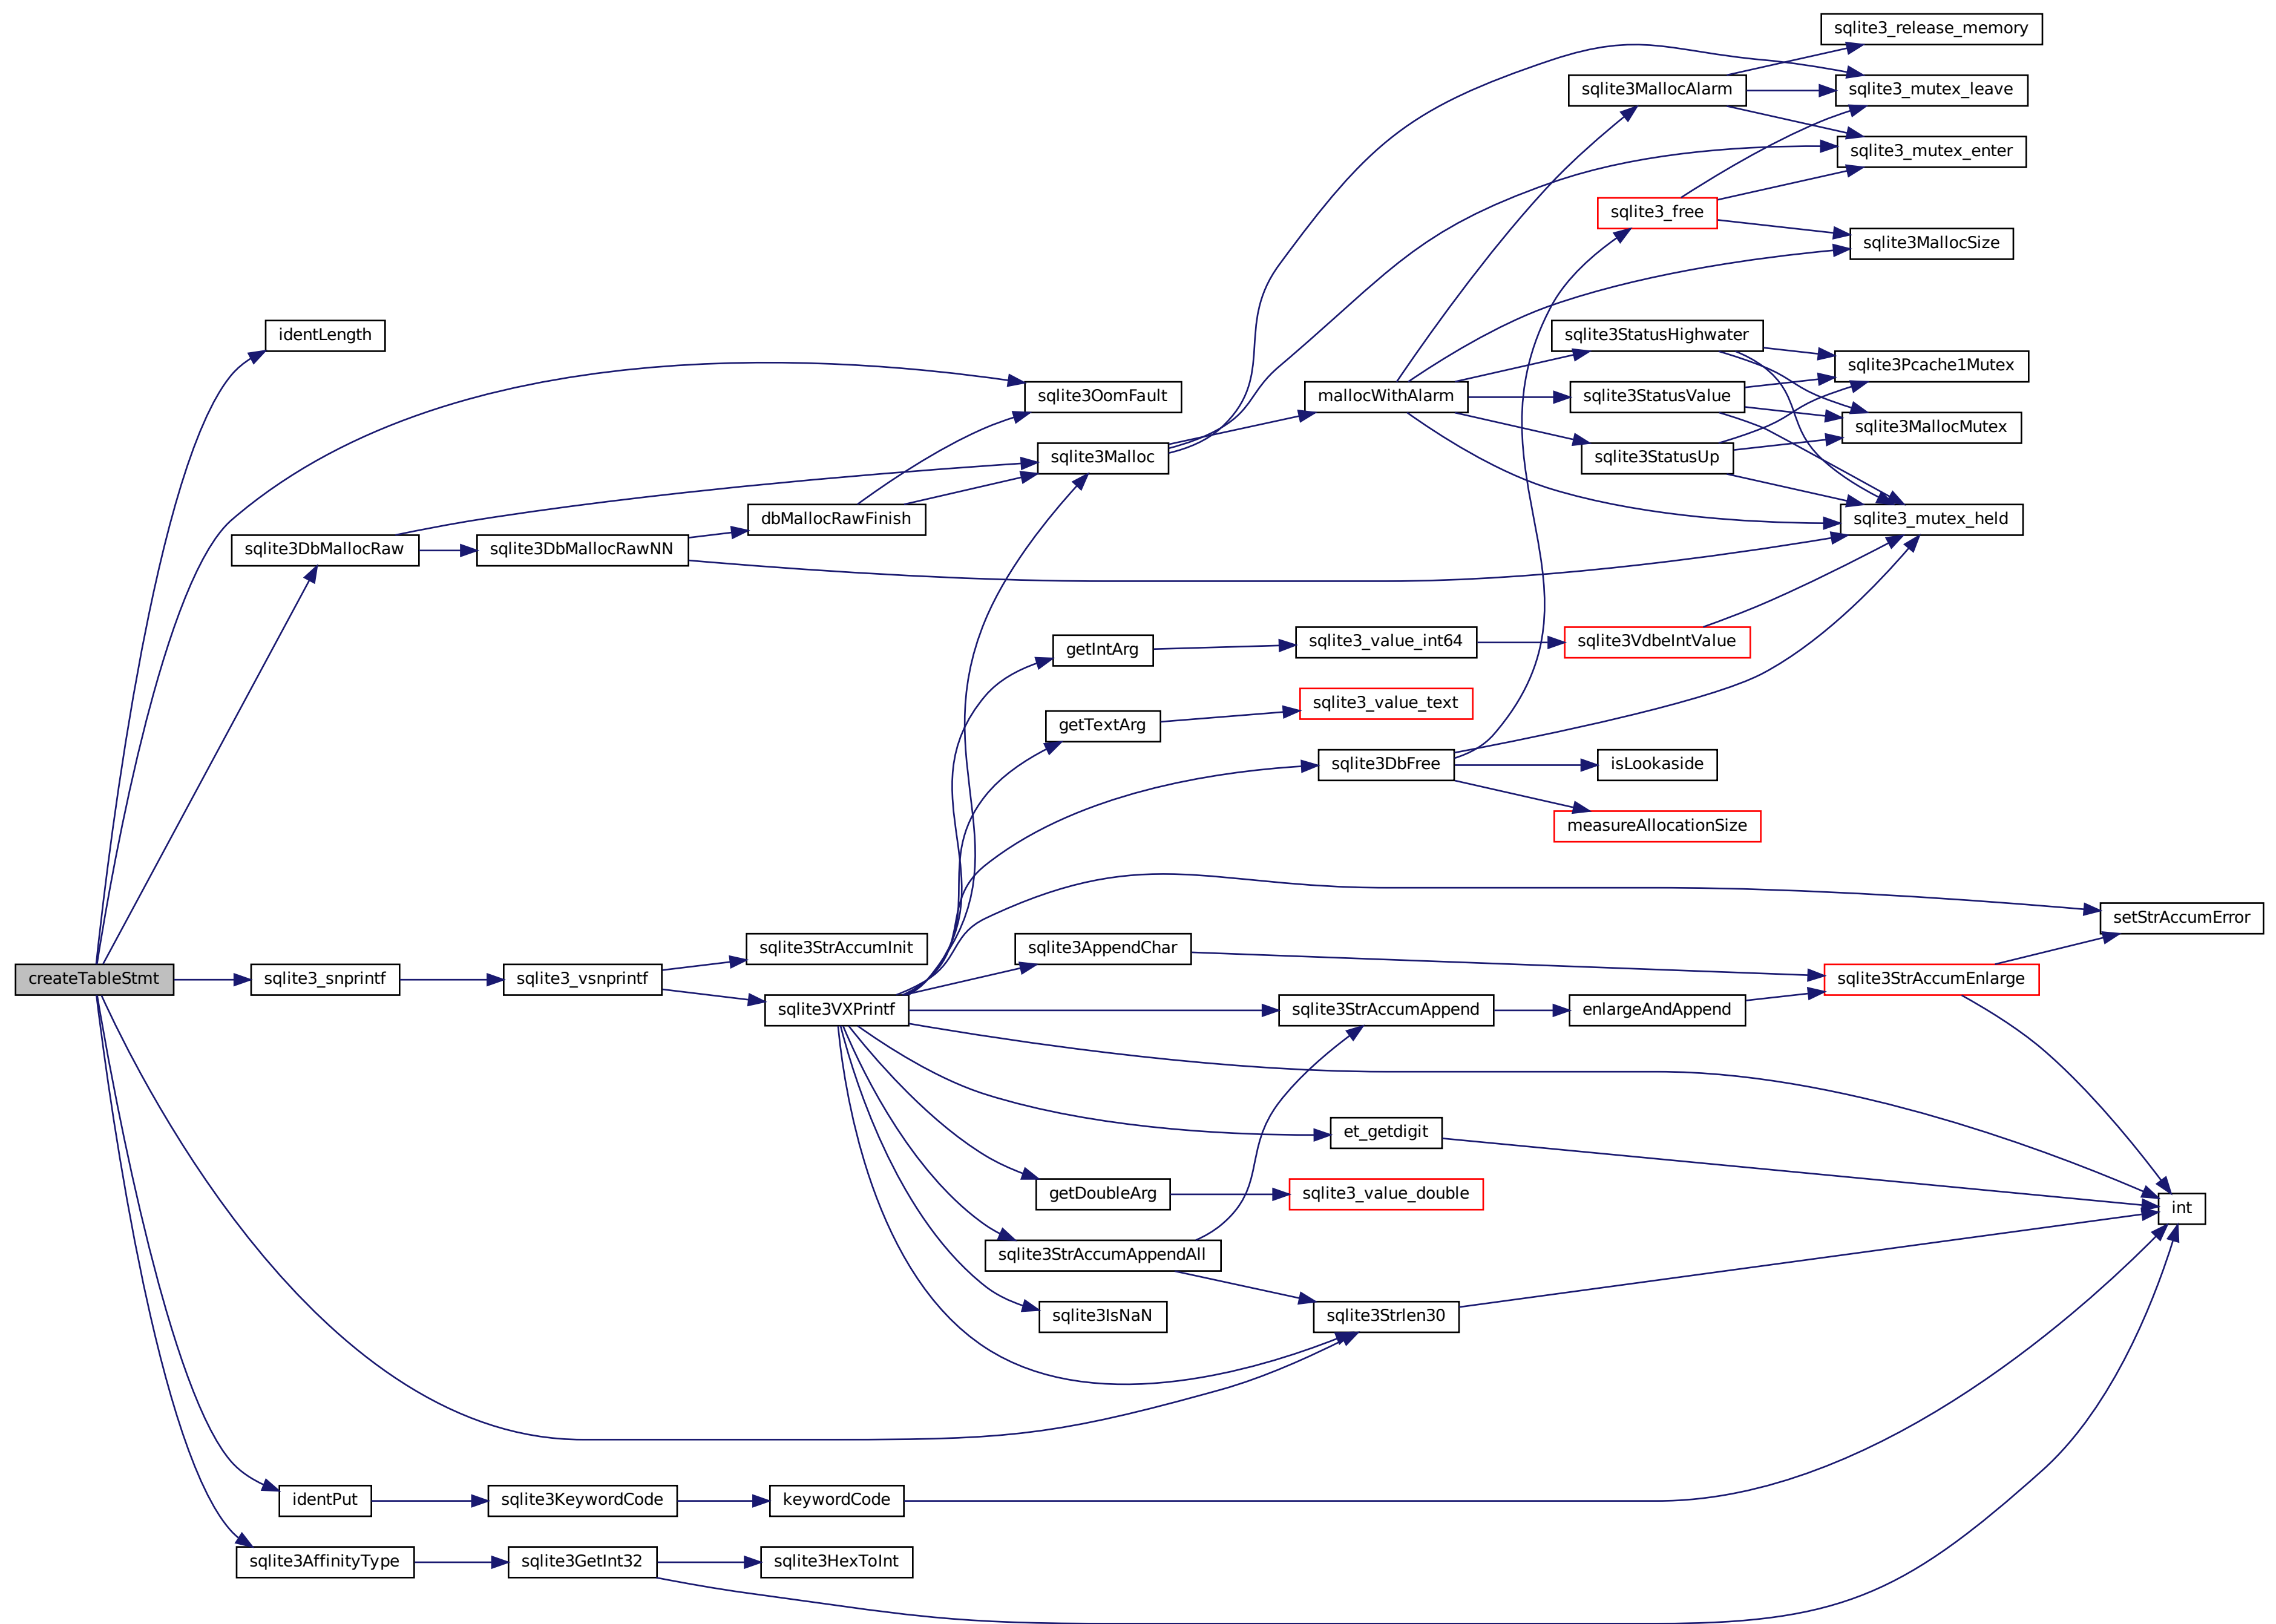 sqlite3_release_memory
sqlite3MallocAlarm
sqlite3_mutex_leave
sqlite3_mutex_enter
sqlite3_free
sqlite3MallocSize
identLength
sqlite3StatusHighwater
sqlite3Pcache1Mutex
sqlite3OomFault
mallocWithAlarm
sqlite3StatusValue
sqlite3MallocMutex
sqlite3Malloc
sqlite3StatusUp
dbMallocRawFinish
sqlite3_mutex_held
sqlite3DbMallocRaw
sqlite3DbMallocRawNN
getIntArg
sqlite3_value_int64
sqlite3VdbeIntValue
sqlite3_value_text
getTextArg
sqlite3DbFree
isLookaside
measureAllocationSize
setStrAccumError
sqlite3StrAccumInit
sqlite3AppendChar
createTableStmt
sqlite3_snprintf
sqlite3_vsnprintf
sqlite3StrAccumEnlarge
sqlite3VXPrintf
sqlite3StrAccumAppend
enlargeAndAppend
et_getdigit
getDoubleArg
sqlite3_value_double
int
sqlite3StrAccumAppendAll
sqlite3IsNaN
sqlite3Strlen30
identPut
sqlite3KeywordCode
keywordCode
sqlite3AffinityType
sqlite3GetInt32
sqlite3HexToInt